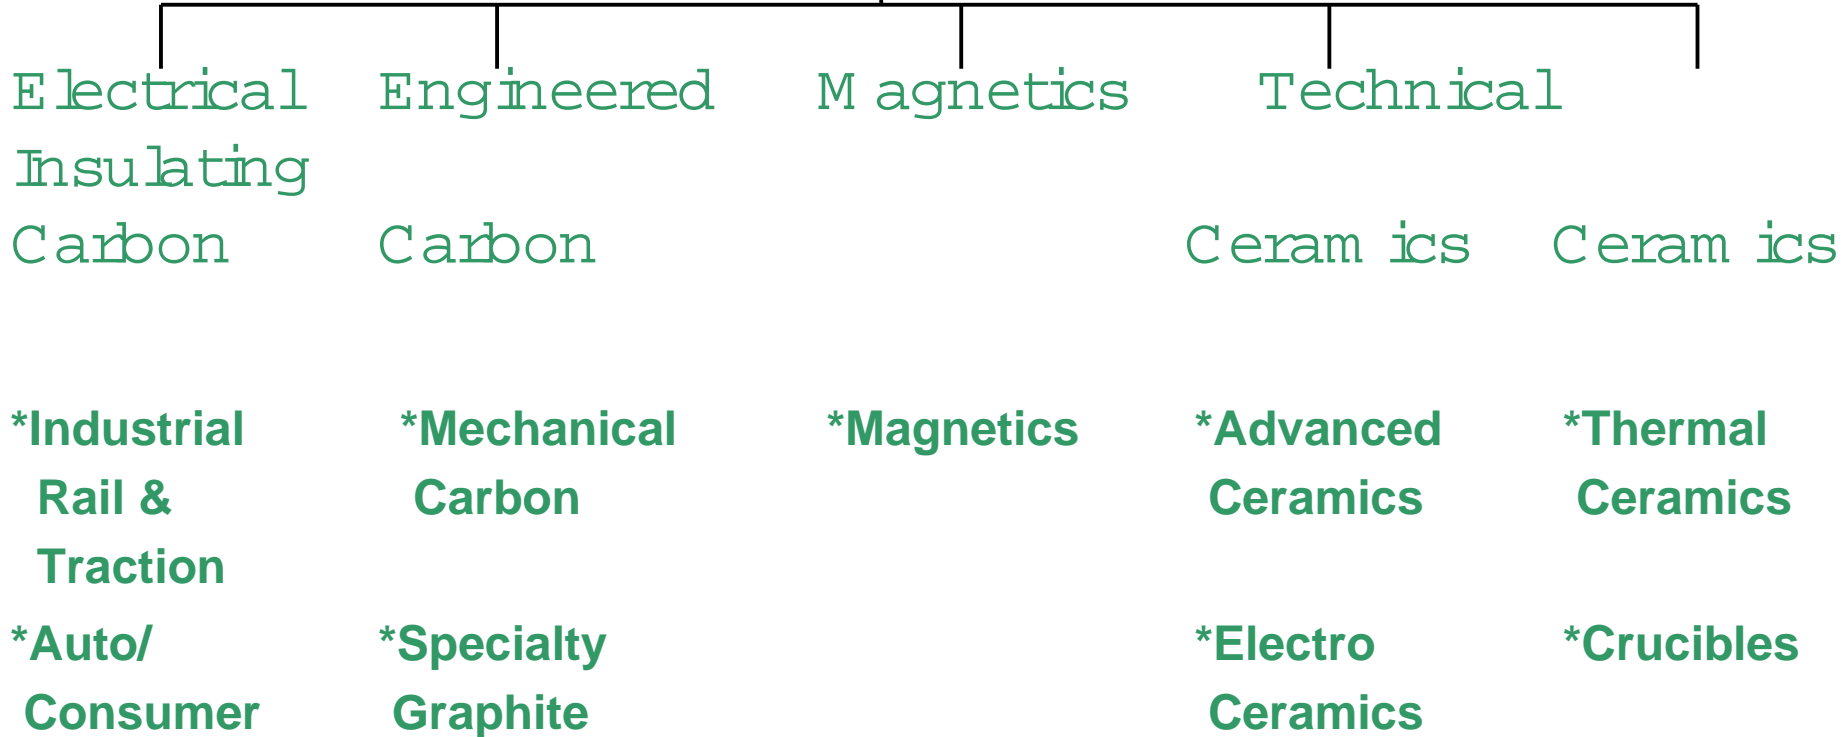 Electrical Engineered Magnetics Technical
Insulating
Carbon Carbon Ceramics Ceramics
*Industrial *Mechanical *Magnetics *Advanced *Thermal
Rail & Carbon Ceramics Ceramics
Traction
*Auto/ *Specialty *Electro *Crucibles
Consumer Graphite Ceramics